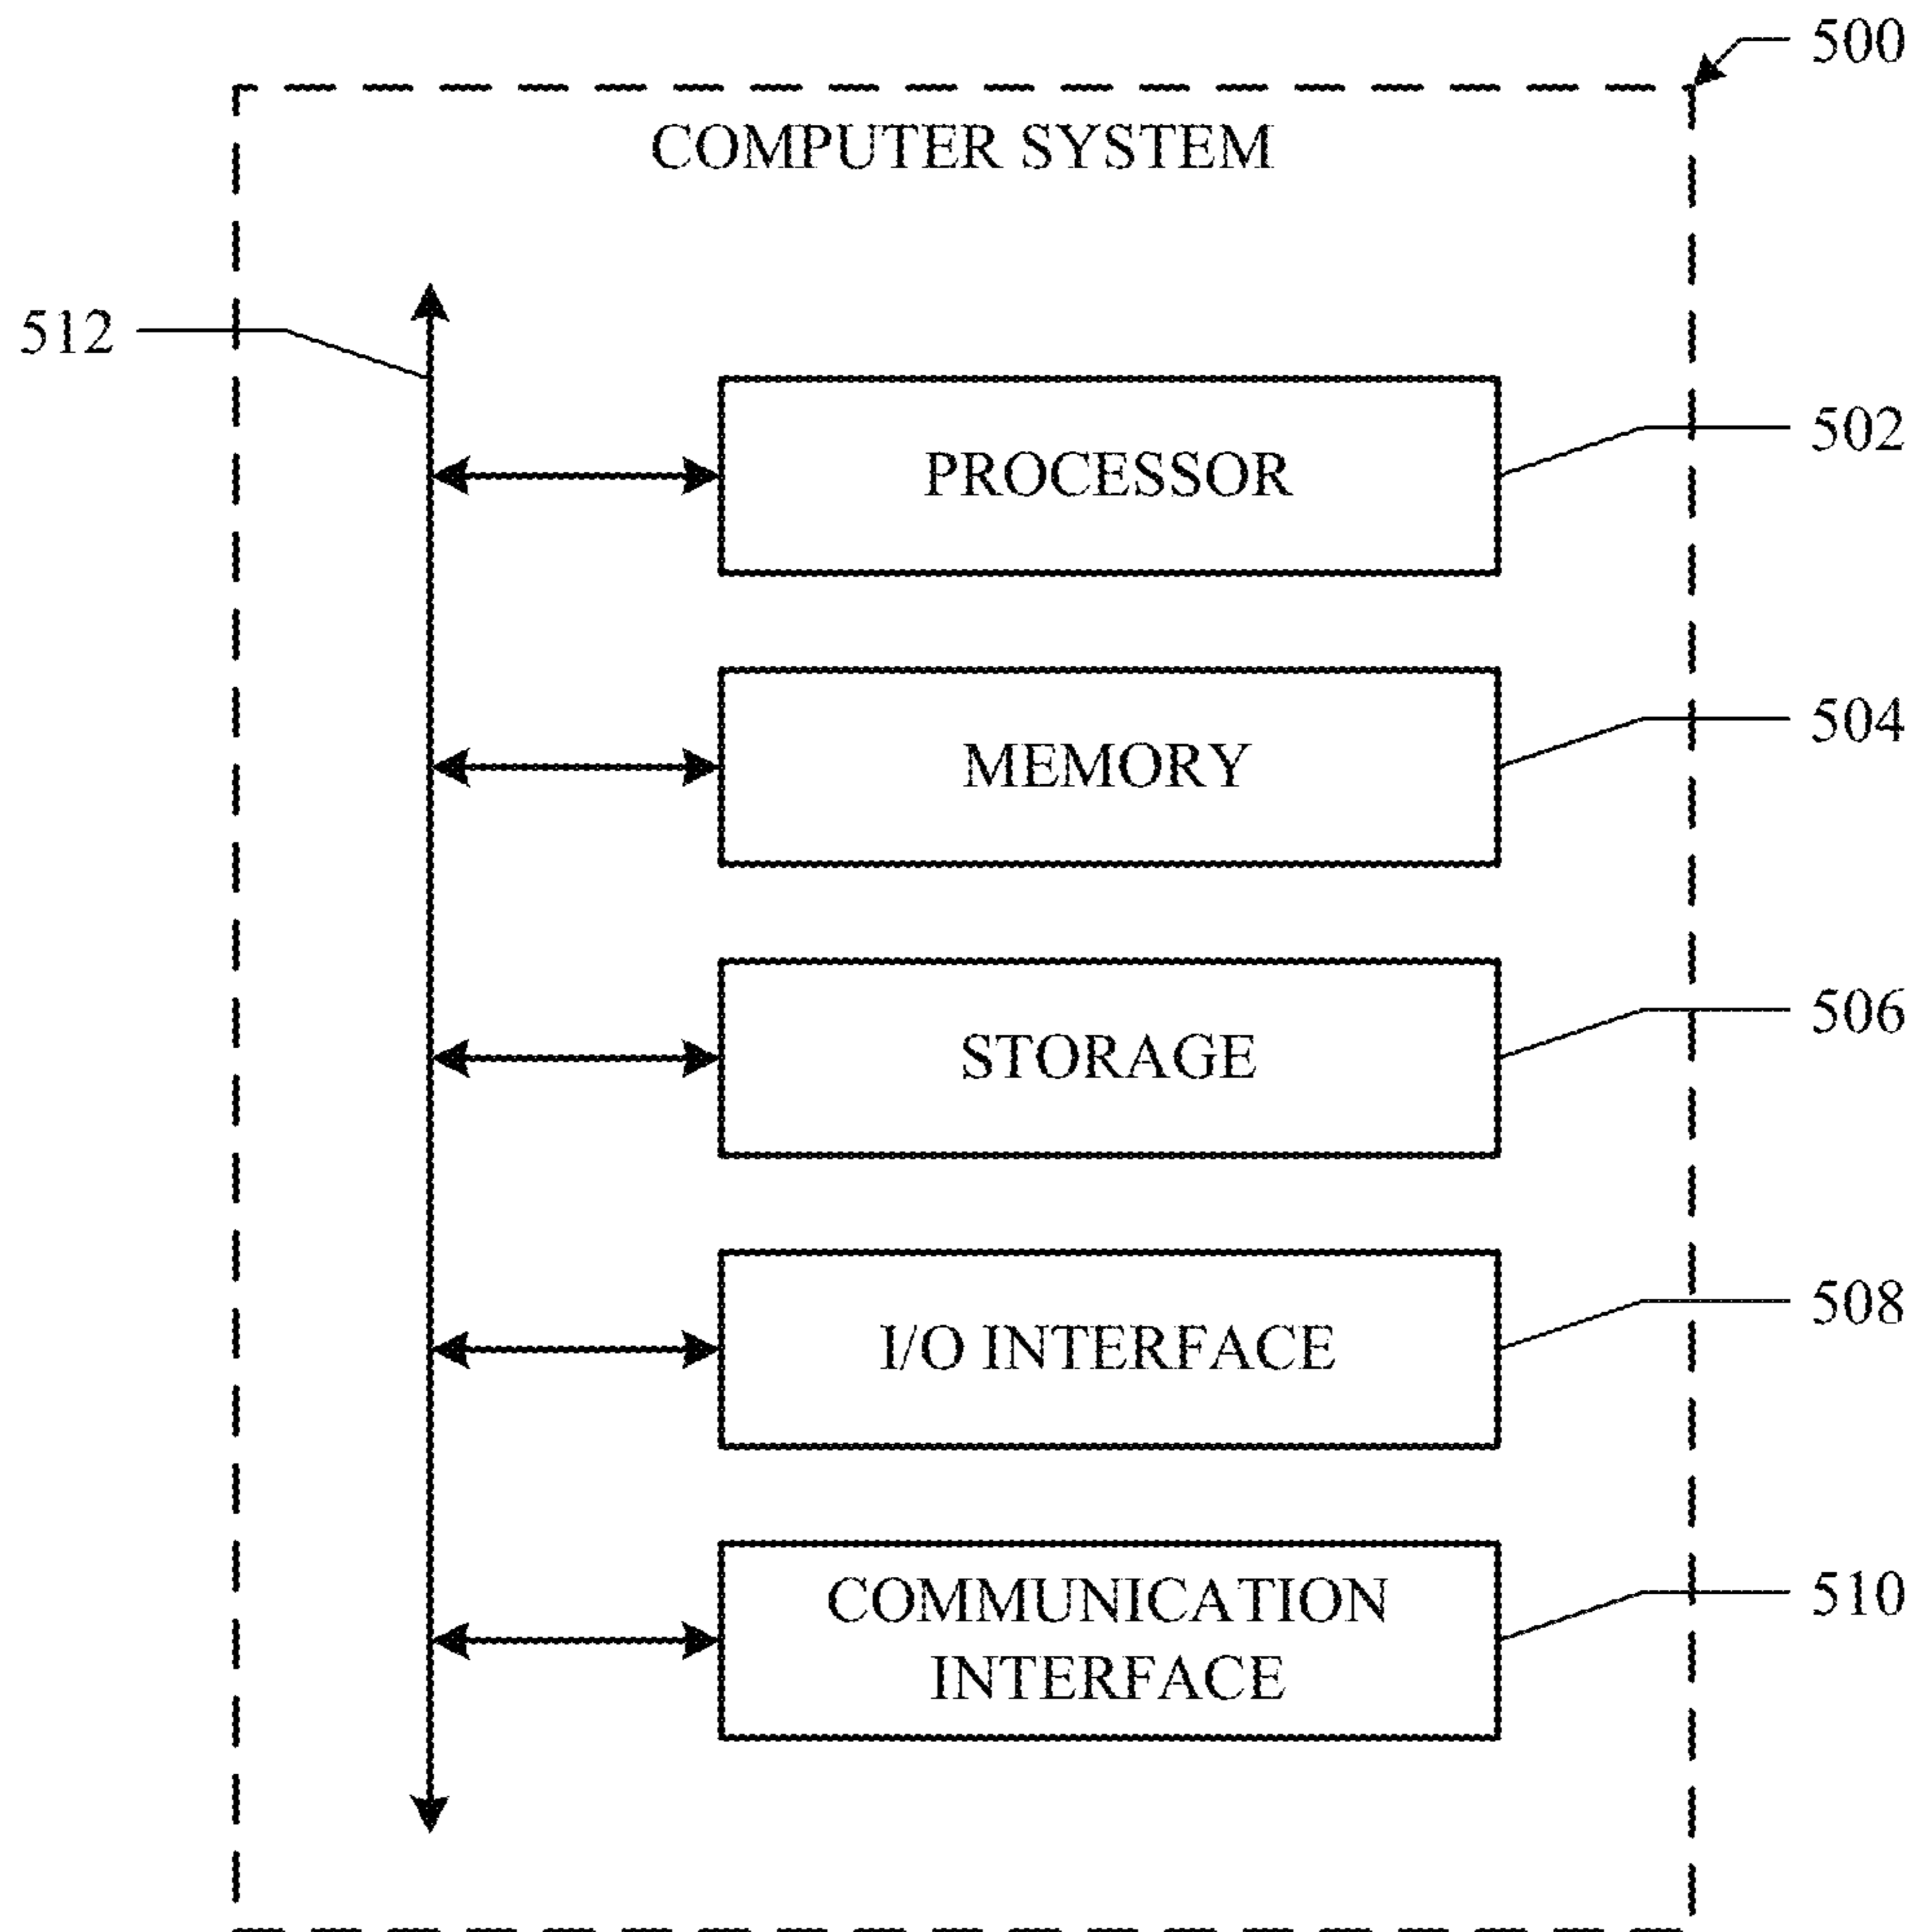 500
COMPUTER SYSTEM
512
PROCESSOR
502
MEMORY
504
STORAGE
506
I/O INTERFACE
508
COMMUNICATION
INTERFACE
510